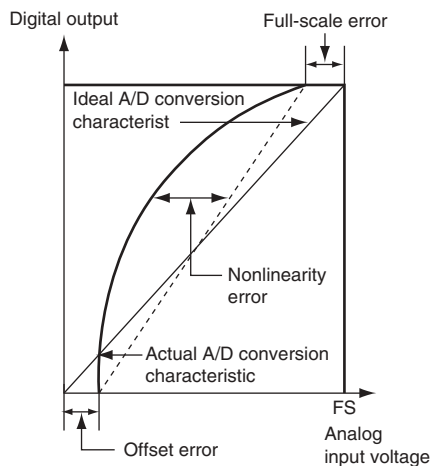 Digital output
Full-scale error
Ideal A/D conversion
characterist
Nonlinearity
error
Actual A/D conversion
characteristic
FS
Offset error
Analog
input voltage